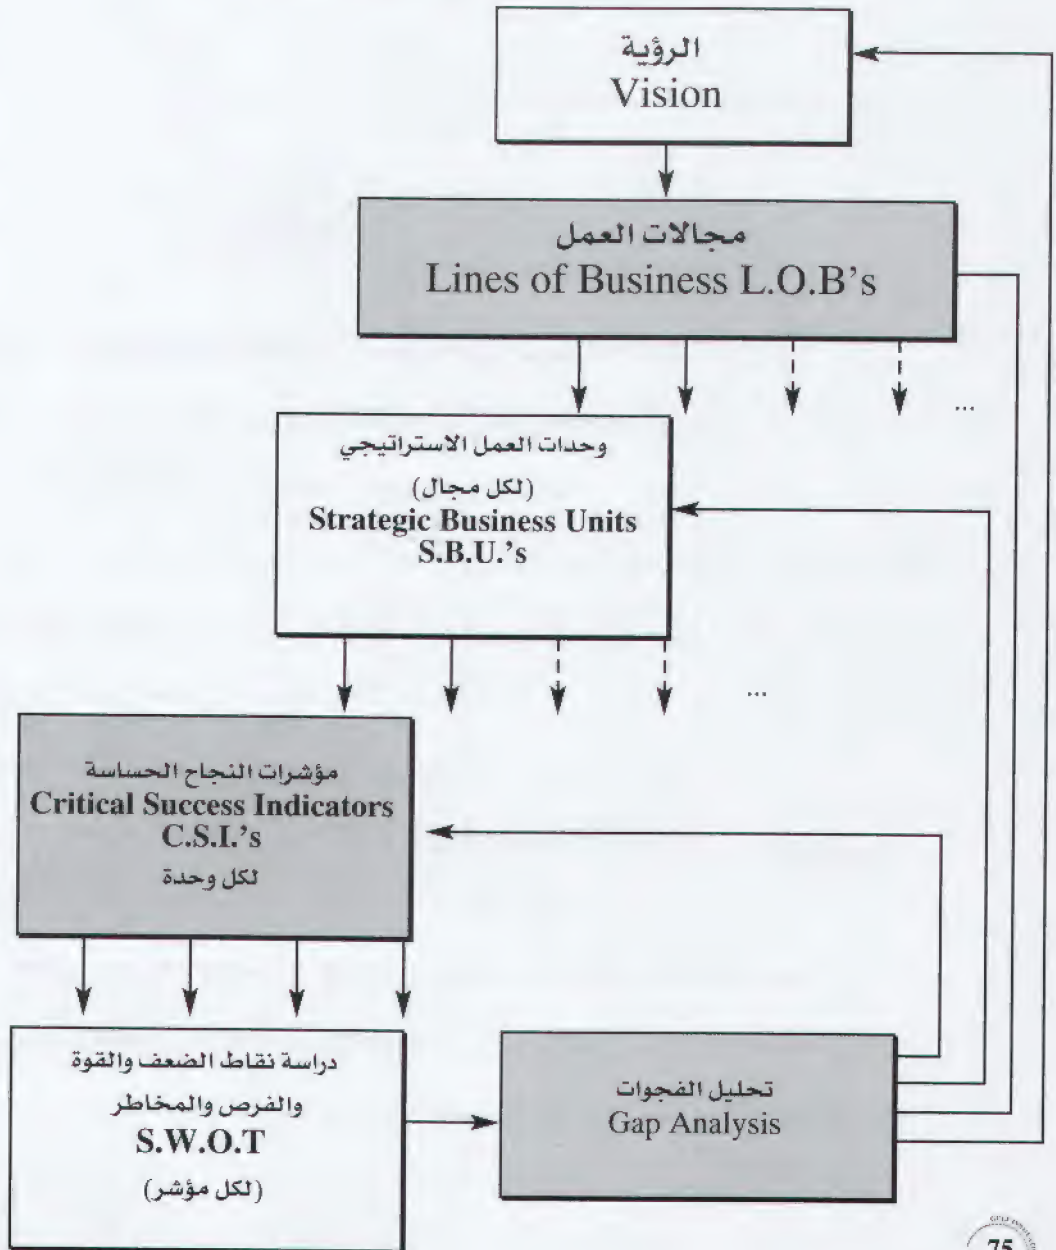 الرؤية
Vision
مجالات العمل
Lines of Business L.O.B's
...
وحدات العمل الاستراتيجي
(لكل مجال)
Strategic Business Units
S.B.U.'s
...
مؤشرات النجاح الحساسة
Critical Success Indicators
C.S.I.'s
لكل وحدة
دراسة نقاط الضعف والقوة
والفرص والمخاطر
S.W.O.T
(لكل مؤشر)
تحليل الفجوات
Gap Analysis
75